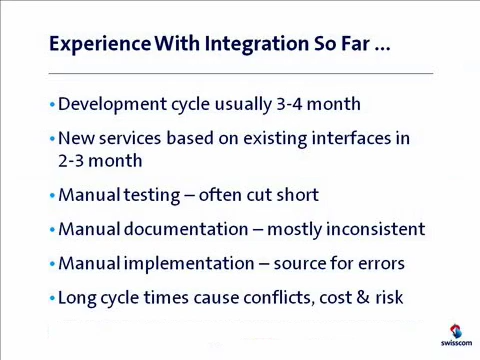 Experience With Integration So Far ...
• Development cycle usually 3-4 month
• New services based on existing interfaces in
2-3 month
• Manual testing – often cut short
• Manual documentation – mostly inconsistent
• Manual implementation – source for errors
• Long cycle times cause conflicts, cost & risk
swisscom